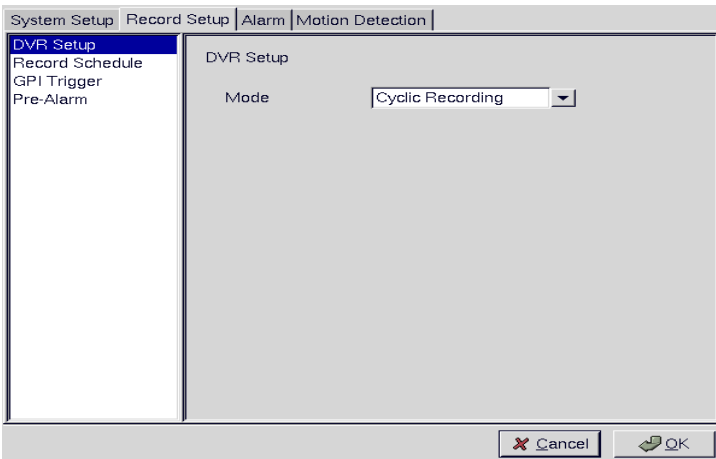 System Setup Record Setup Alarm Motion Detection
DVR Setup
Record Schedule
GPI Trigger
Pre-Alarm
DVR Setup
Mode Cyclic Recording
Cancel OK